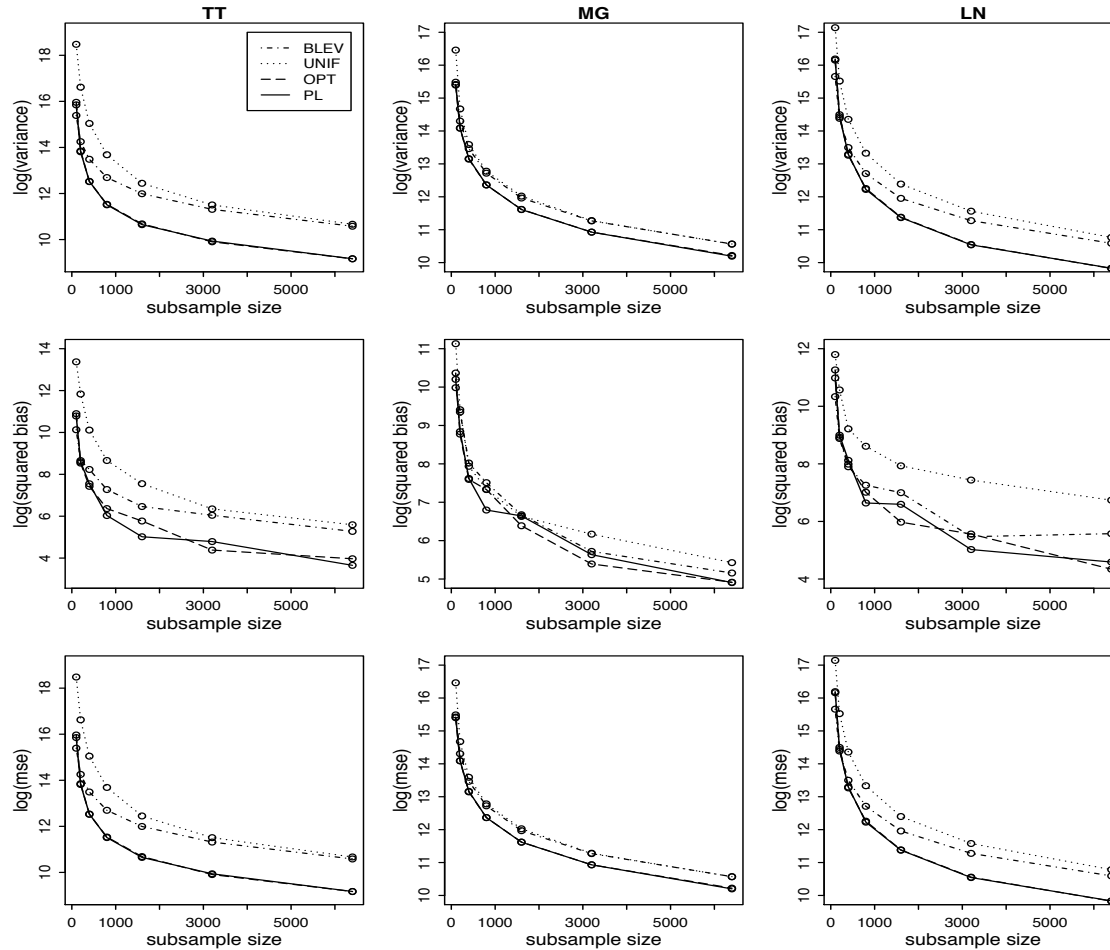 TT
MG
LN
log(variance)
10 12 14 16 18
BLEV
UNIF
OPT
PL
0 1000 3000 5000
subsample size
log(variance)
10 11 12 13 14 15 16 17
0 1000 3000 5000
subsample size
log(variance)
10 11 12 13 14 15 16 17
0 1000 3000 5000
subsample size
log(squared bias)
4 6 8 10 12 14
0 1000 3000 5000
subsample size
log(squared bias)
5 6 7 8 9 10 11
0 1000 3000 5000
subsample size
log(squared bias)
4 6 8 10 12
0 1000 3000 5000
subsample size
log(mse)
10 12 14 16 18
0 1000 3000 5000
subsample size
log(mse)
10 11 12 13 14 15 16 17
0 1000 3000 5000
subsample size
log(mse)
10 11 12 13 14 15 16 17
0 1000 3000 5000
subsample size